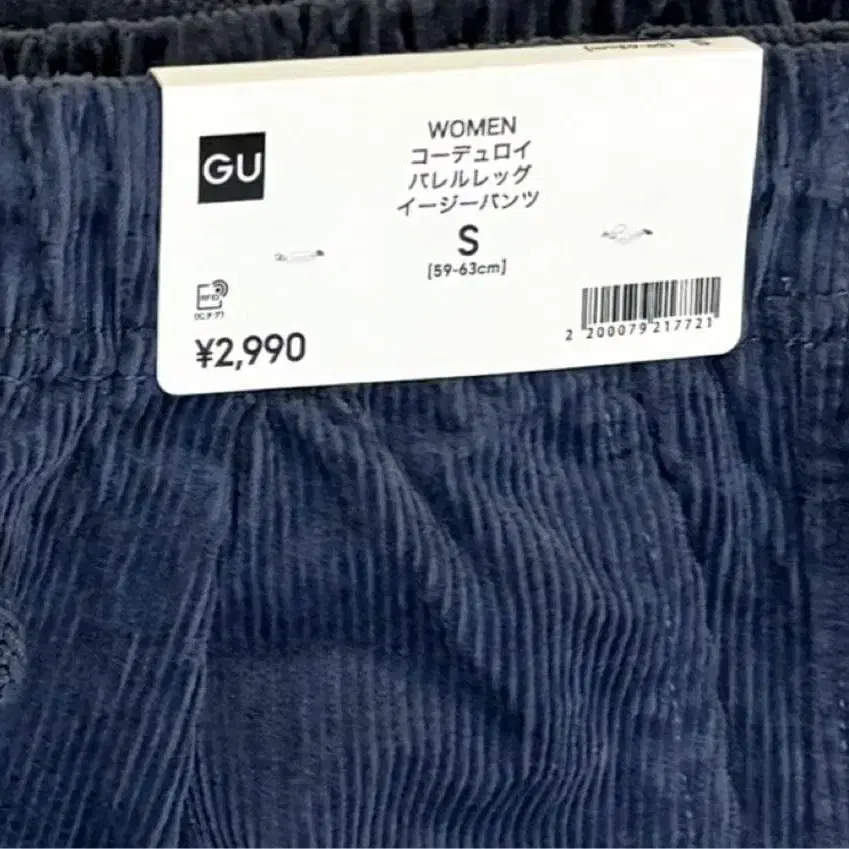 GU
WOMEN
コーデュロイ
バレルレッグ
イージーパンツ
S
[59-63cm]
RFID
¥2,990
2 200079 217721